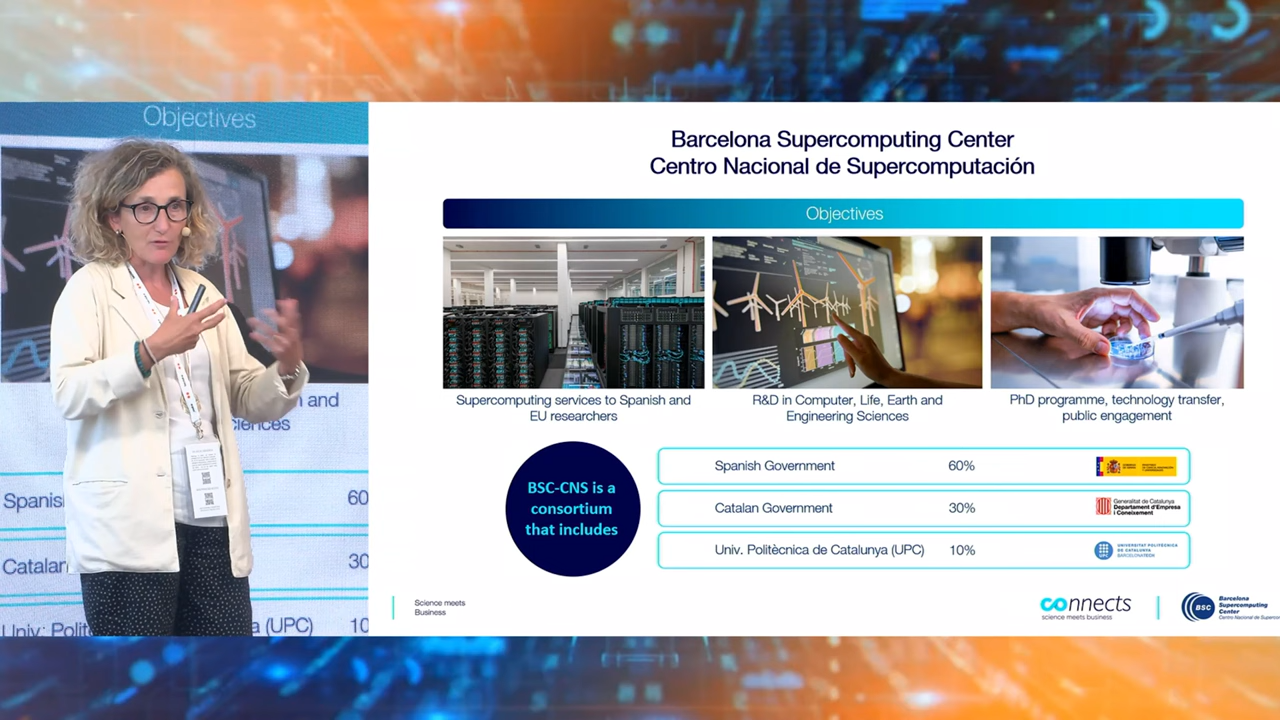 Objectives
n and
ciences
Spanis
60
Catalan
30
Univ. Polit
a (UPC)
10
Barcelona Supercomputing Center
Centro Nacional de Supercomputación
Objectives
Supercomputing services to Spanish and
EU researchers
R&D in Computer, Life, Earth and
Engineering Sciences
PhD programme, technology transfer,
public engagement
BSC-CNS is a
consortium
that includes
Spanish Government 60%
Catalan Government 30%
Generalitat de Catalunya
Departament d'Empresa
i Coneixement
Univ. Politècnica de Catalunya (UPC) 10%
UPC
UNIVERSITAT POLITÈCNICA
DE CATALUNYA
BARCELONATECH
Science meets
Business
connects
science meets business
BSC
Barcelona
Supercomputing
Center
Centro Nacional de Supercom